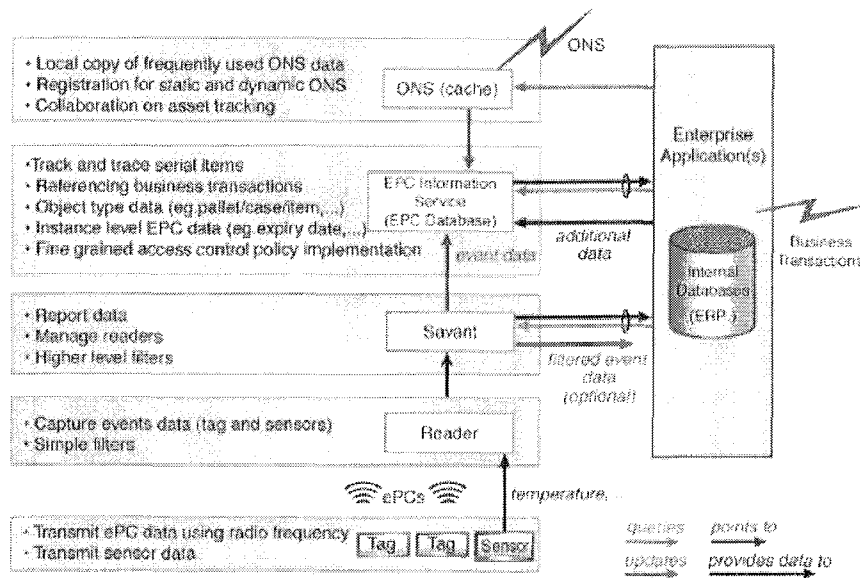 ONS
• Local copy of frequently used ONS data
• Registration for static and dynamic ONS
• Collaboration on asset tracking
ONS (cache)
Enterprise
Application(s)
•Track and trace serial items
• Referencing business transactions
• Object type data (eg.pallet/case/item,...)
• Instance level EPC data (eg.expiry date,...)
• Fine grained access control policy implementation
EPC Information
Service
(EPC Database)
additional
data
event data
Business
Transactions
Internal
Databases
(ERP )
• Report data
• Manage readers
• Higher level filters
Savant
filtered event
data
(optional)
• Capture events data (tag and sensors)
• Simple filters
Reader
ePCs
temperature, ...
• Transmit ePC data using radio frequency
• Transmit sensor data
Tag
Tag
Sensor
queries
points to
updates
provides data to